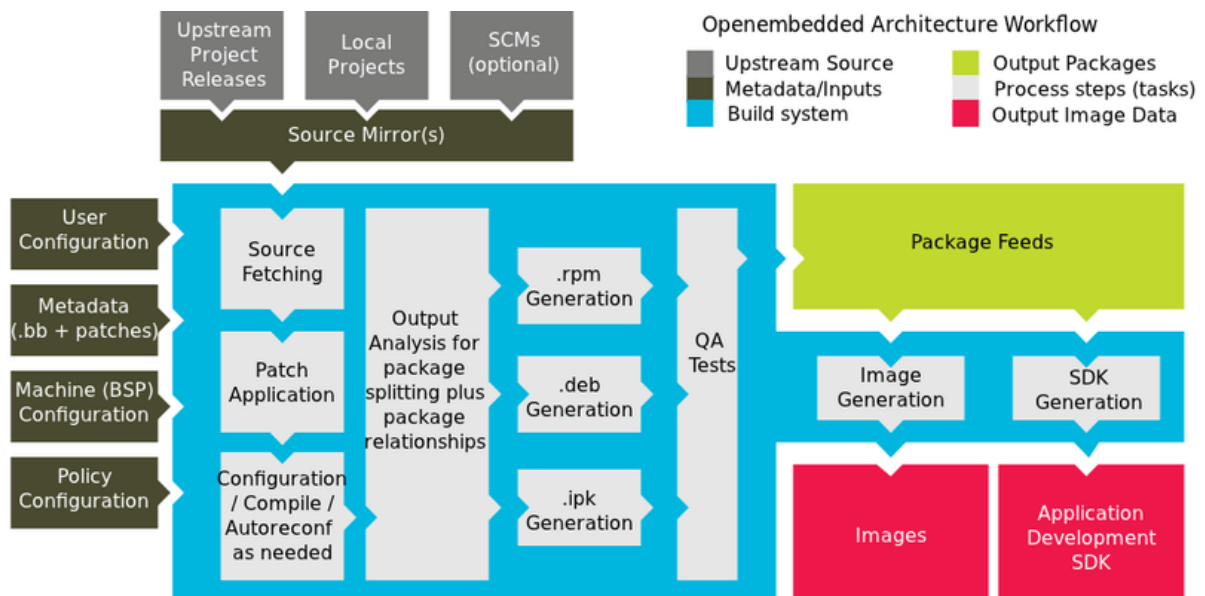 Upstream
Project
Releases
Local
Projects
SCMs
(optional)
Openembedded Architecture Workflow
Upstream Source
Metadata/Inputs
Build system
Output Packages
Process steps (tasks)
Output Image Data
Source Mirror(s)
User
Configuration
Metadata
(.bb + patches)
Machine (BSP)
Configuration
Policy
Configuration
Source
Fetching
Patch
Application
Configuration
/ Compile /
Autoreconf
as needed
Output
Analysis for
package
splitting plus
package
relationships
.rpm
Generation
.deb
Generation
.ipk
Generation
QA
Tests
Package Feeds
Image
Generation
SDK
Generation
Images
Application
Development
SDK